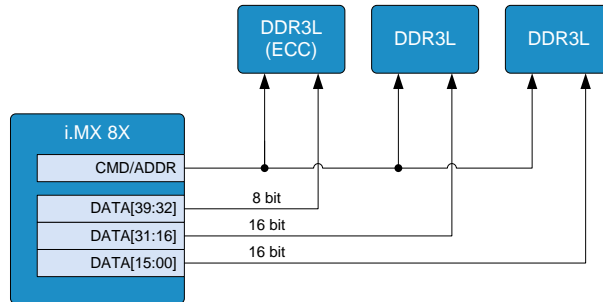 DDR3L
(ECC)
DDR3L
DDR3L
i.MX 8X
CMD/ADDR
DATA[39:32]
8 bit
DATA[31:16]
16 bit
DATA[15:00]
16 bit